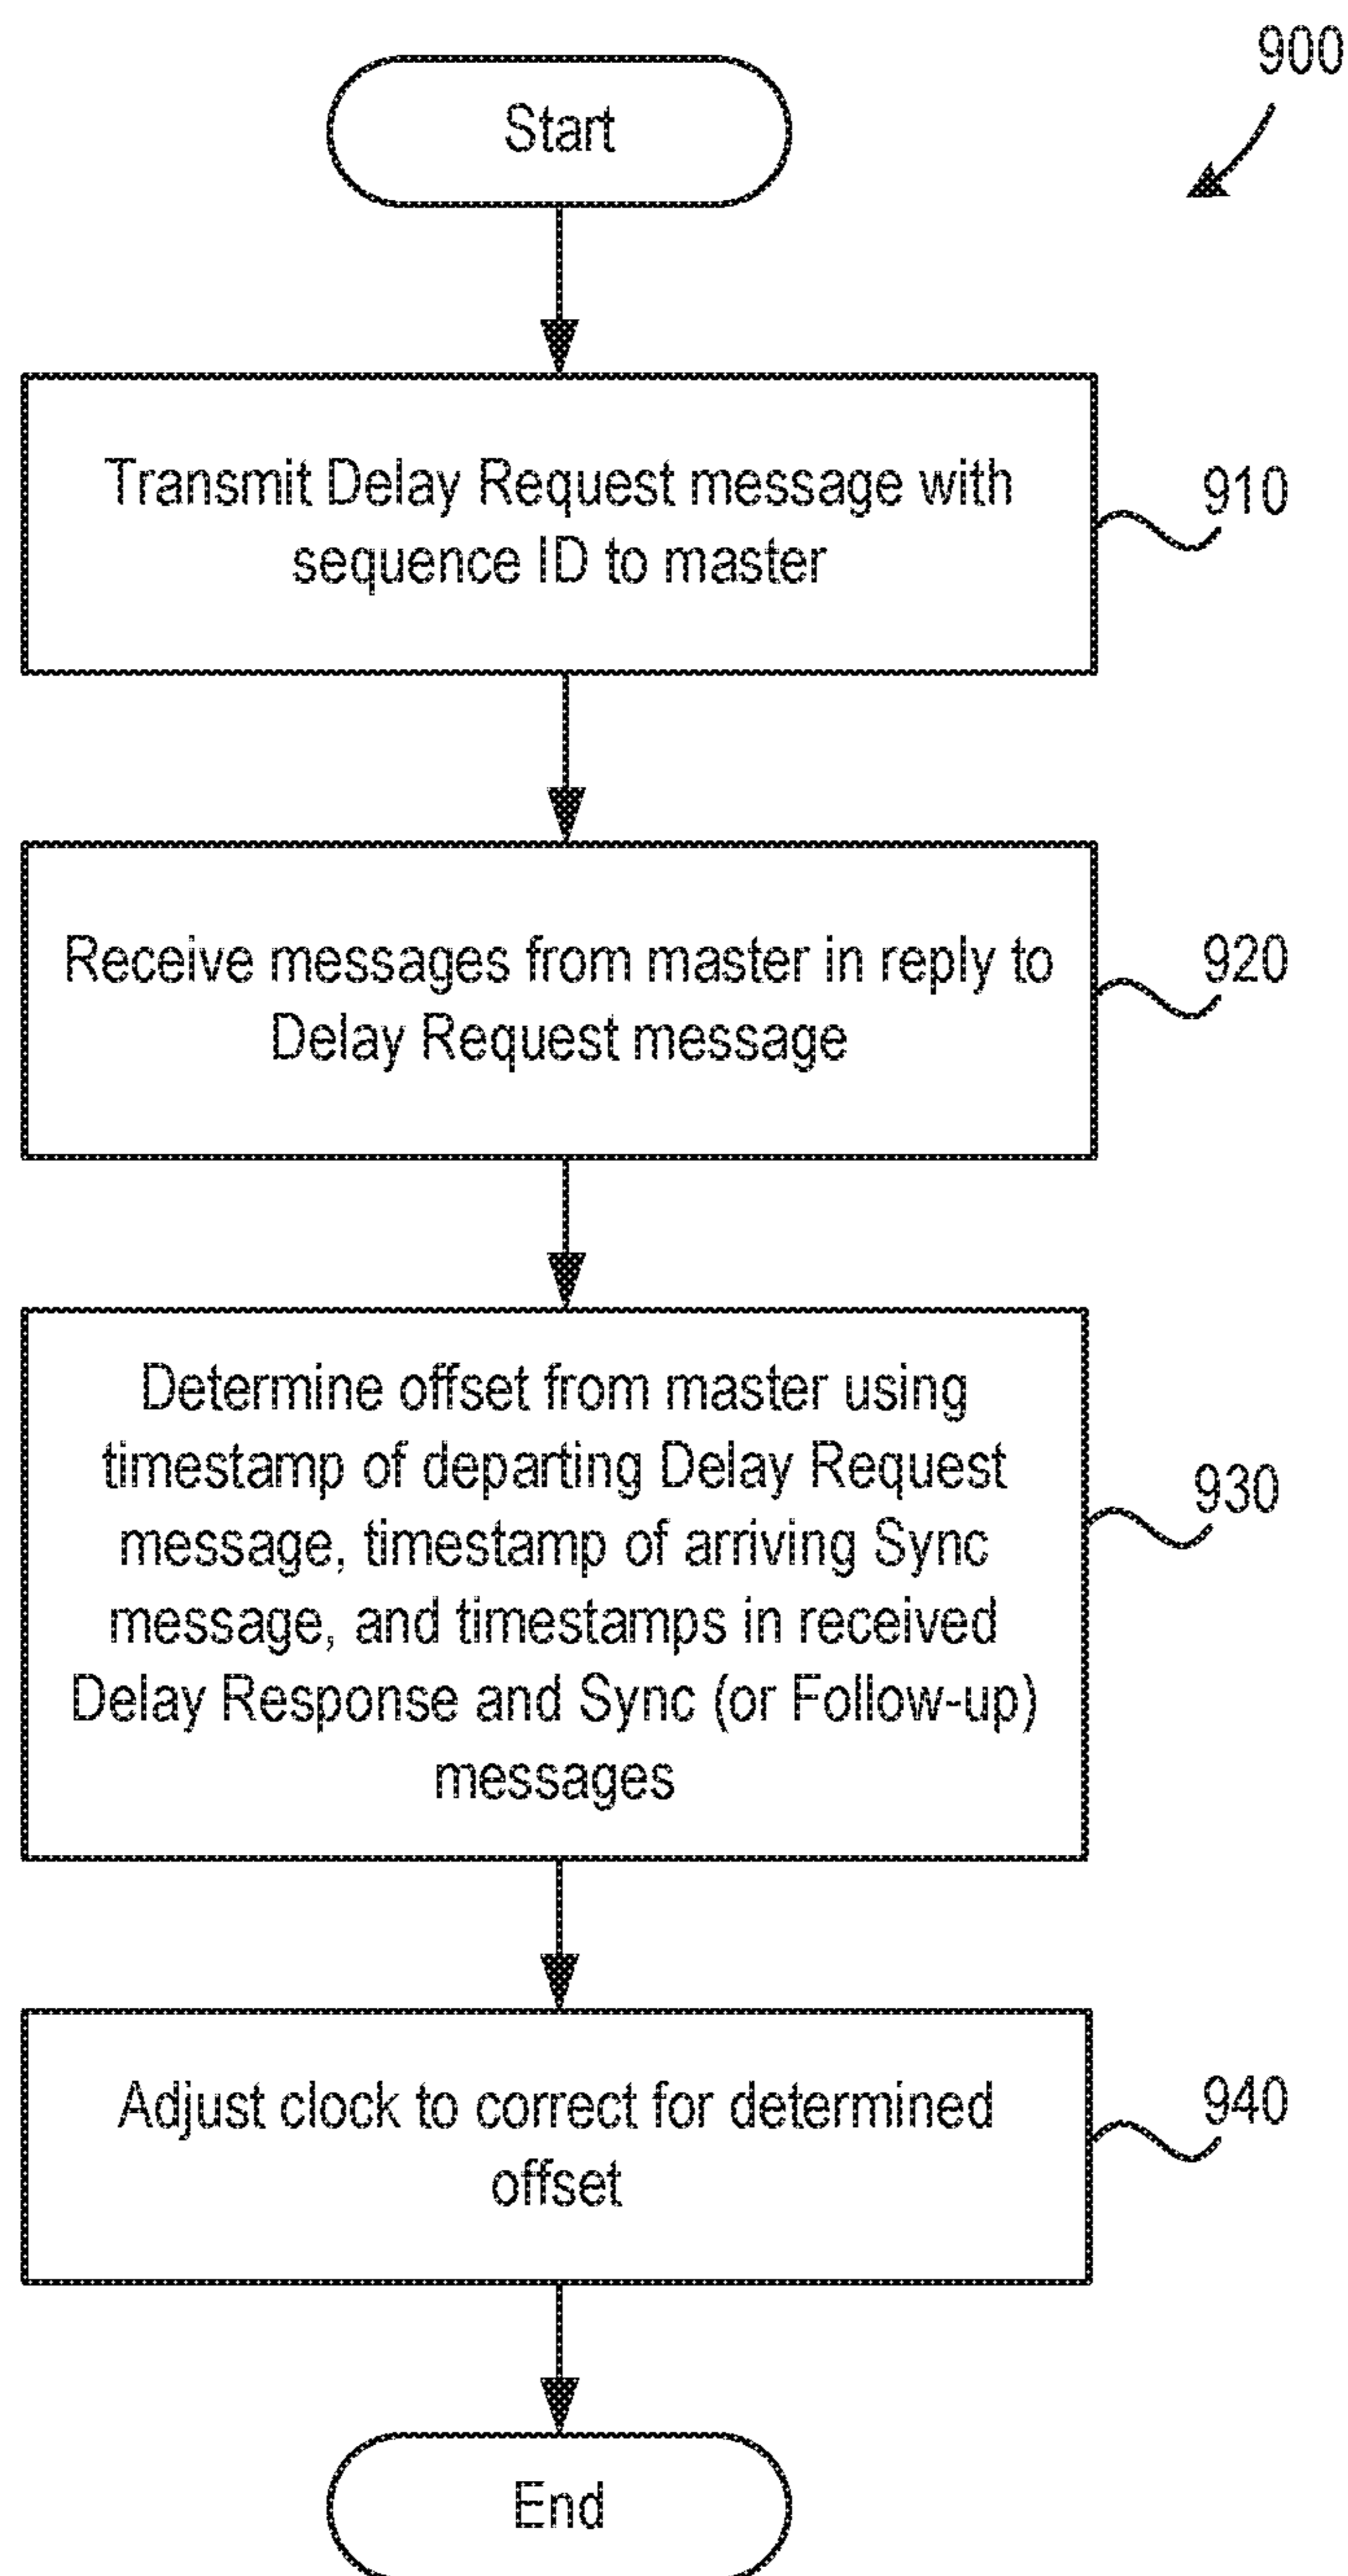 900
Start
Transmit Delay Request message with
sequence ID to master
910
Receive messages from master in reply to
Delay Request message
920
Determine offset from master using
timestamp of departing Delay Request
message, timestamp of arriving Sync
message, and timestamps in received
Delay Response and Sync (or Follow-up)
messages
930
Adjust clock to correct for determined
offset
940
End